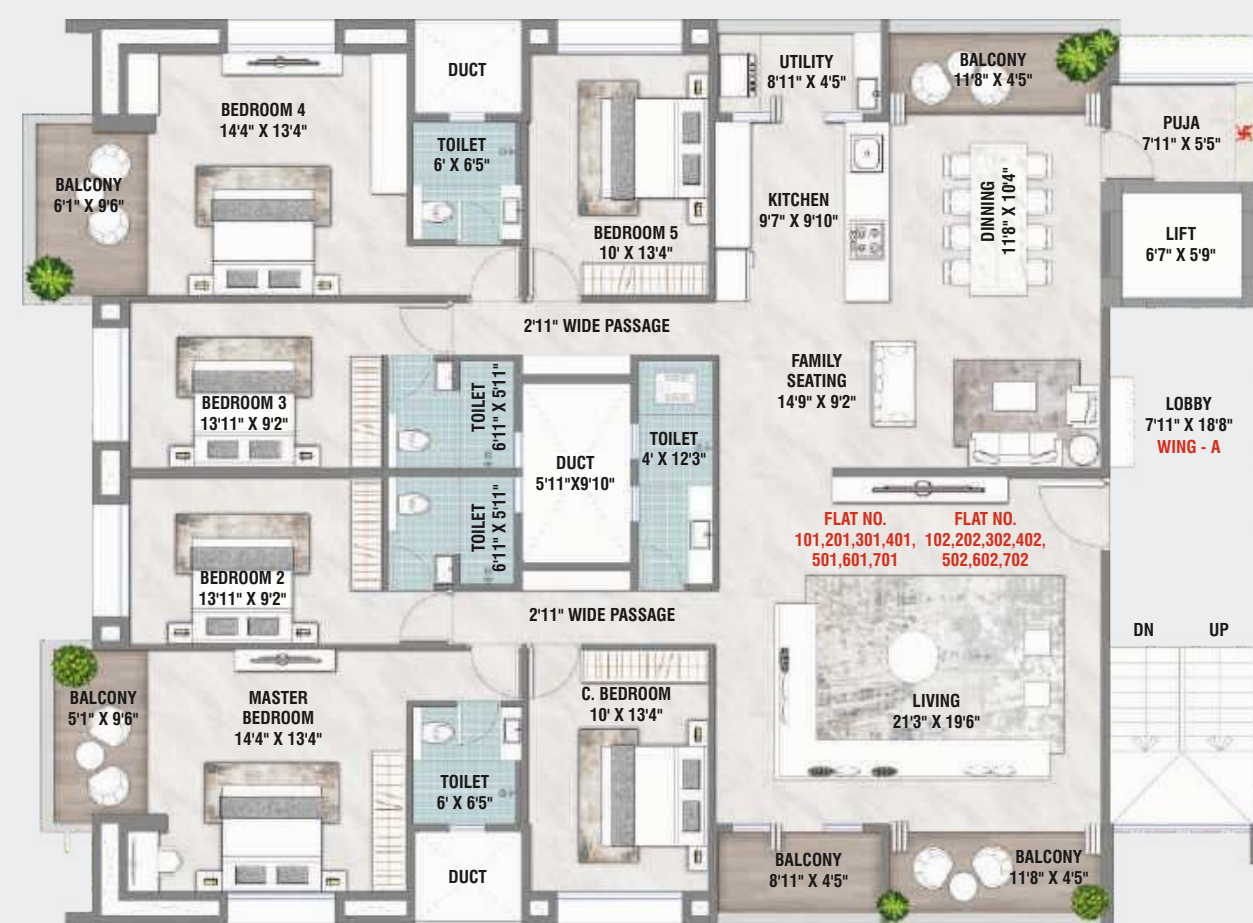 DUCT
UTILITY
8'11" X 4'5"
BALCONY
11'8" X 4'5"
BEDROOM 4
14'4" X 13'4"
TOILET
6' X 6'5"
PUJA
7'11" X 5'5"
BALCONY
6'1" X 9'6"
KITCHEN
9'7" X 9'10"
DINNING
11'8" X 10'4"
BEDROOM 5
10' X 13'4"
LIFT
6'7" X 5'9"
2'11" WIDE PASSAGE
FAMILY
SEATING
14'9" X 9'2"
BEDROOM 3
13'11" X 9'2"
TOILET
6'11" X 5'11"
DUCT
5'11"X9'10"
TOILET
4' X 12'3"
LOBBY
7'11" X 18'8"
WING - A
TOILET
6'11" X 5'11"
FLAT NO.
101,201,301,401,
501,601,701
FLAT NO.
102,202,302,402,
502,602,702
BEDROOM 2
13'11" X 9'2"
2'11" WIDE PASSAGE
DN
UP
BALCONY
5'1" X 9'6"
MASTER
BEDROOM
14'4" X 13'4"
C. BEDROOM
10' X 13'4"
LIVING
21'3" X 19'6"
TOILET
6' X 6'5"
DUCT
BALCONY
8'11" X 4'5"
BALCONY
11'8" X 4'5"